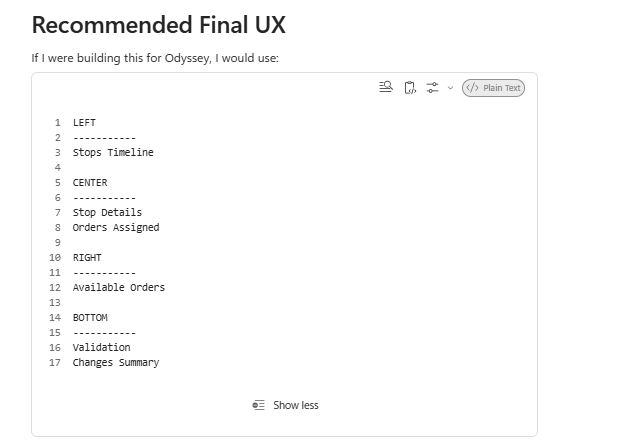 Recommended Final UX
If I were building this for Odyssey, I would use:
</> Plain Text
1 LEFT
2 -----------
3 Stops Timeline
4
5 CENTER
6 -----------
7 Stop Details
8 Orders Assigned
9
10 RIGHT
11 -----------
12 Available Orders
13
14 BOTTOM
15 -----------
16 Validation
17 Changes Summary
Show less